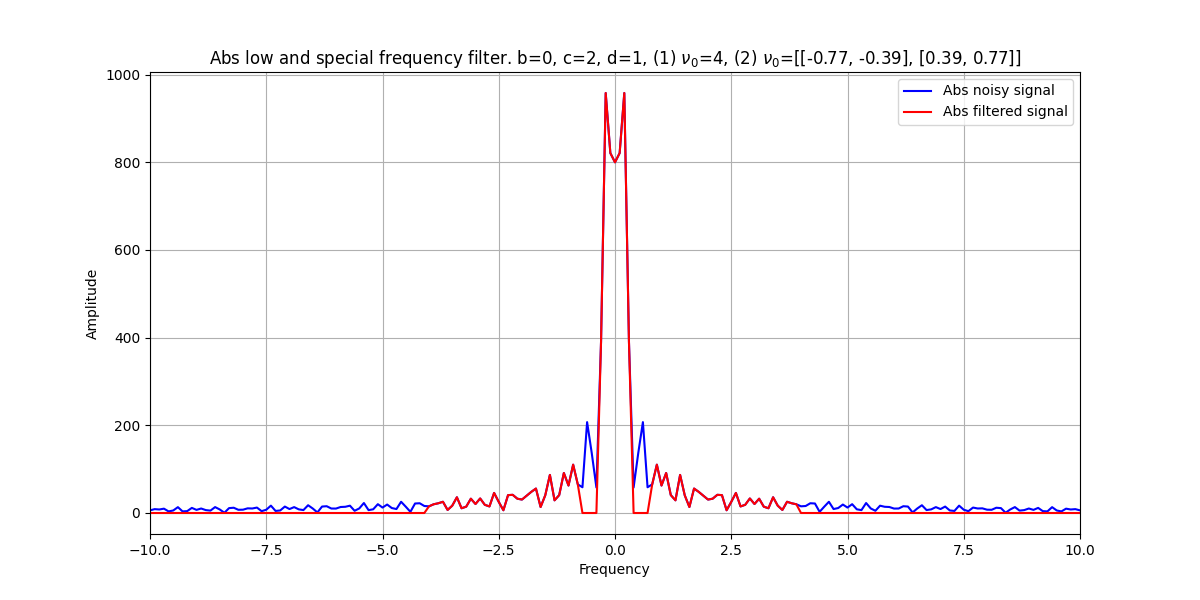 Abs low and special frequency filter. b=0, c=2, d=1, (1) ν₀=4, (2) ν₀=[[-0.77, -0.39], [0.39, 0.77]]
1000
800
600
400
200
0
Amplitude
Abs noisy signal
Abs filtered signal
−10.0 −7.5 −5.0 −2.5 0.0 2.5 5.0 7.5 10.0
Frequency